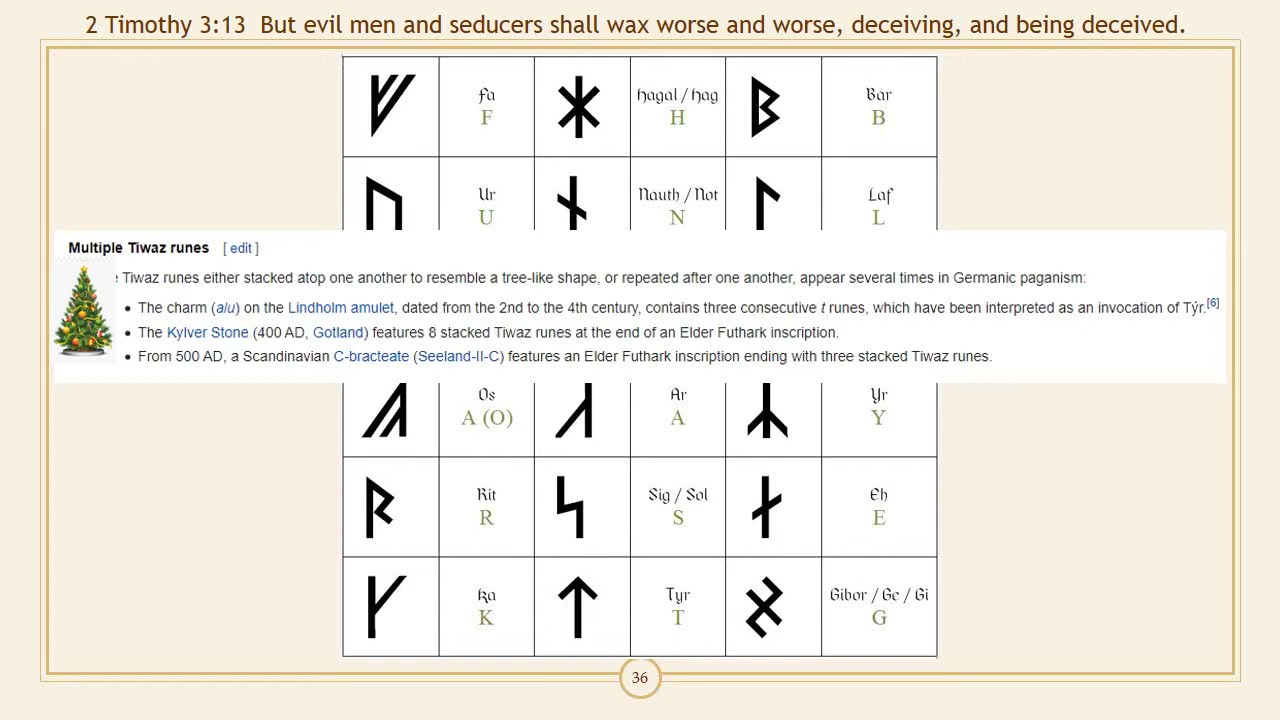 2 Timothy 3:13 But evil men and seducers shall wax worse and worse, deceiving, and being deceived.
Fa Hagal / Hag Bar
F H B
Ur Nauth / Not Laf
U N L
Multiple Tiwaz runes [ edit ]
Tiwaz runes either stacked atop one another to resemble a tree-like shape, or repeated after one another, appear several times in Germanic paganism:
• The charm (alu) on the Lindholm amulet, dated from the 2nd to the 4th century, contains three consecutive t runes, which have been interpreted as an invocation of Týr.[6]
• The Kylver Stone (400 AD, Gotland) features 8 stacked Tiwaz runes at the end of an Elder Futhark inscription.
• From 500 AD, a Scandinavian C-bracteate (Seeland-II-C) features an Elder Futhark inscription ending with three stacked Tiwaz runes.
Os Ar Yr
A (O) A Y
Rit Sig / Sol Eh
R S E
Ka Tyr Gibor / Ge / Gi
K T G
36